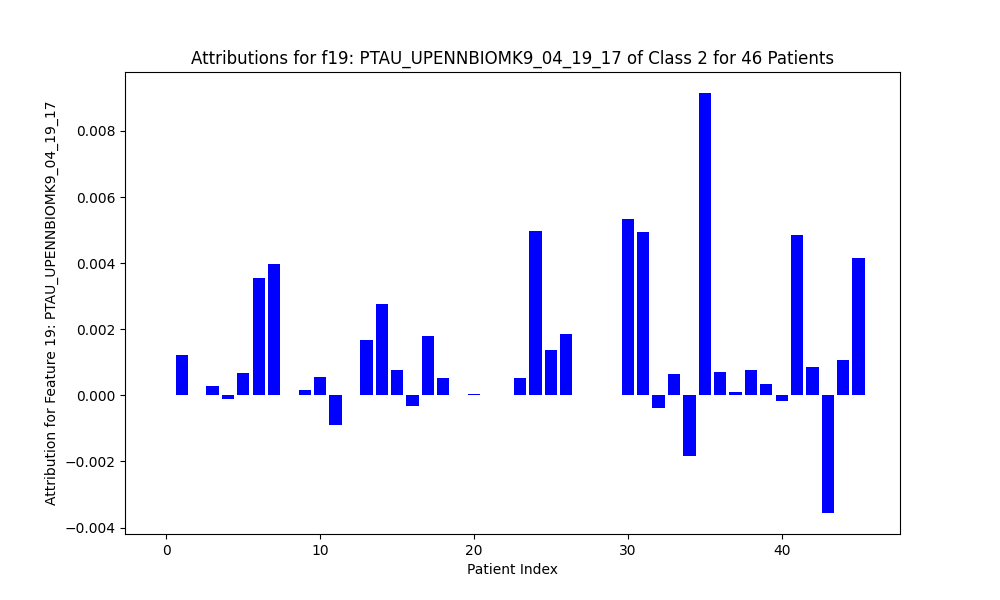 Attributions for f19: PTAU_UPENNBIOMK9_04_19_17 of Class 2 for 46 Patients
Attribution for Feature 19: PTAU_UPENNBIOMK9_04_19_17
0.008
0.006
0.004
0.002
0.000
−0.002
−0.004
0 10 20 30 40
Patient Index